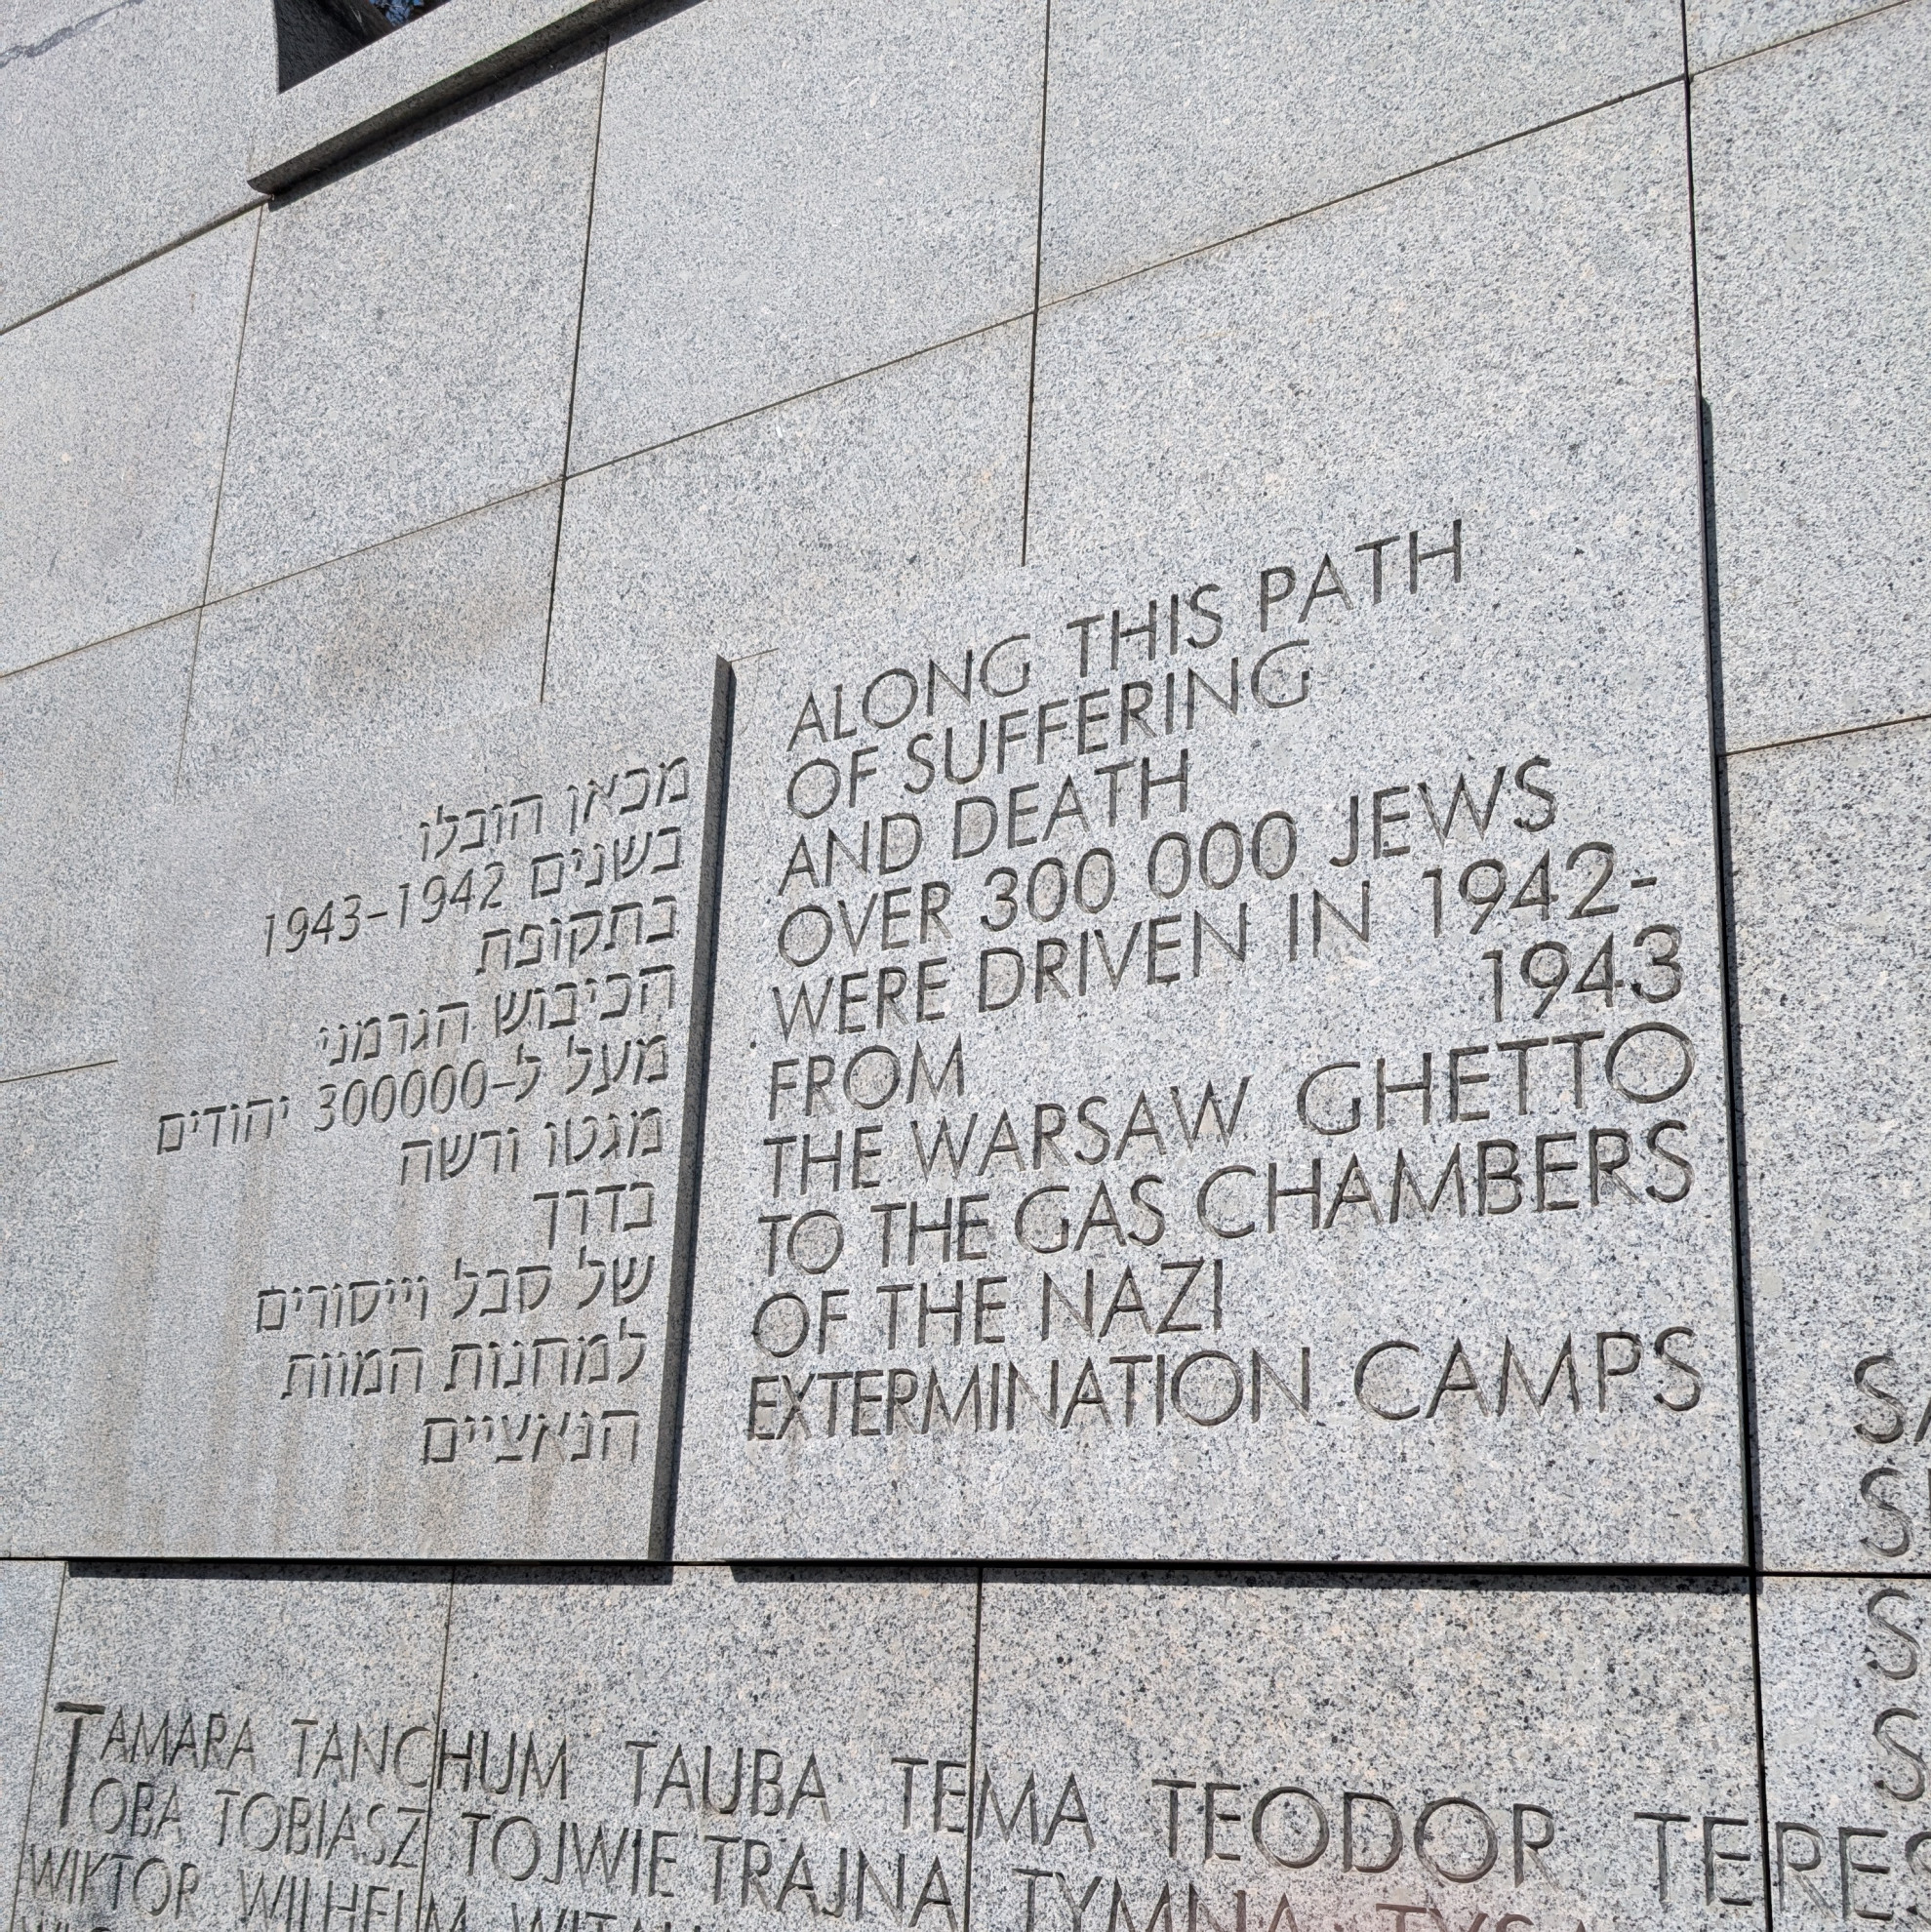 מכאן הובלו
בשנים 1942–1943
בתקופת
הכיבוש הגרמני
מעל ל–300000 יהודים
מגטו ורשה
בדרך
של סבל וייסורים
למחנות המוות
הנאציים
ALONG THIS PATH
OF SUFFERING
AND DEATH
OVER 300 000 JEWS
WERE DRIVEN IN 1942-
1943
FROM
THE WARSAW GHETTO
TO THE GAS CHAMBERS
OF THE NAZI
EXTERMINATION CAMPS
TAMARA TANCHUM TAUBA TEMA TEODOR
TOBA TOBIASZ TOJWIE TRAJNA TYMNA
WIKTOR WILHELM